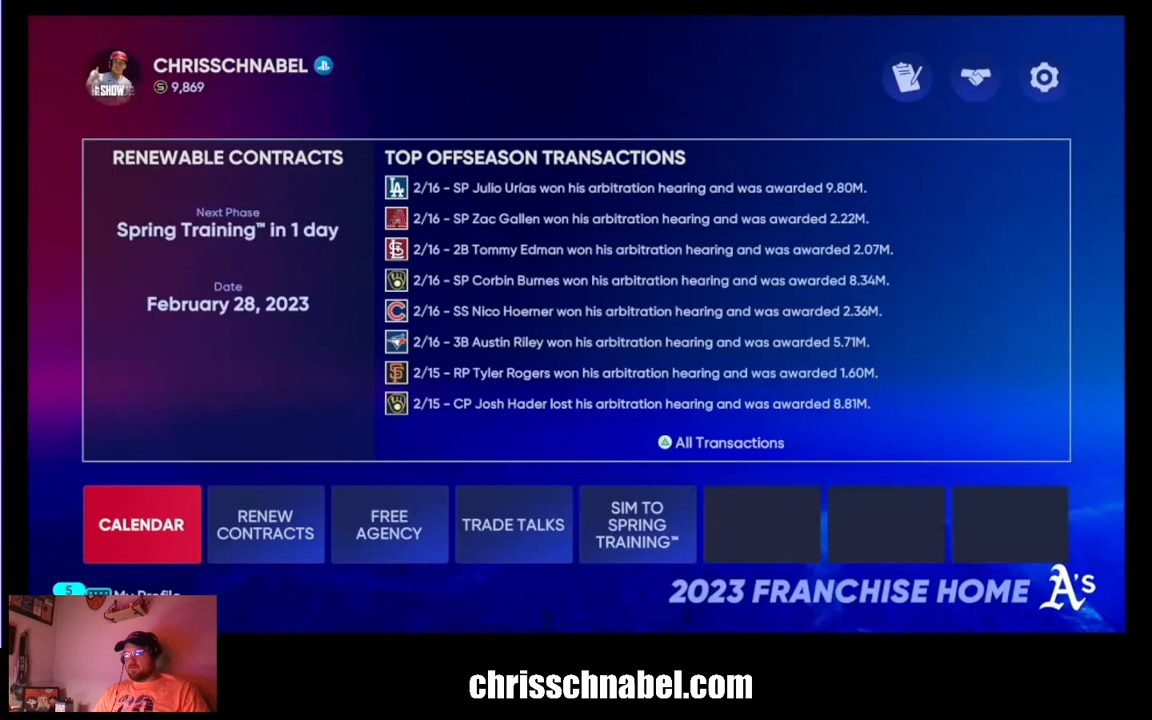 CHRISSCHNABEL
9,869
SHOW
RENEWABLE CONTRACTS
Next Phase
Spring Training™ in 1 day
Date
February 28, 2023
TOP OFFSEASON TRANSACTIONS
2/16 - SP Julio Urías won his arbitration hearing and was awarded 9.80M.
2/16 - SP Zac Gallen won his arbitration hearing and was awarded 2.22M.
2/16 - 2B Tommy Edman won his arbitration hearing and was awarded 2.07M.
2/16 - SP Corbin Burnes won his arbitration hearing and was awarded 8.34M.
2/16 - SS Nico Hoerner won his arbitration hearing and was awarded 2.36M.
2/16 - 3B Austin Riley won his arbitration hearing and was awarded 5.71M.
2/15 - RP Tyler Rogers won his arbitration hearing and was awarded 1.60M.
2/15 - CP Josh Hader lost his arbitration hearing and was awarded 8.81M.
All Transactions
CALENDAR
RENEW
CONTRACTS
FREE
AGENCY
TRADE TALKS
SIM TO
SPRING
TRAINING™
5
My Profile
2023 FRANCHISE HOME A's
chrisschnabel.com